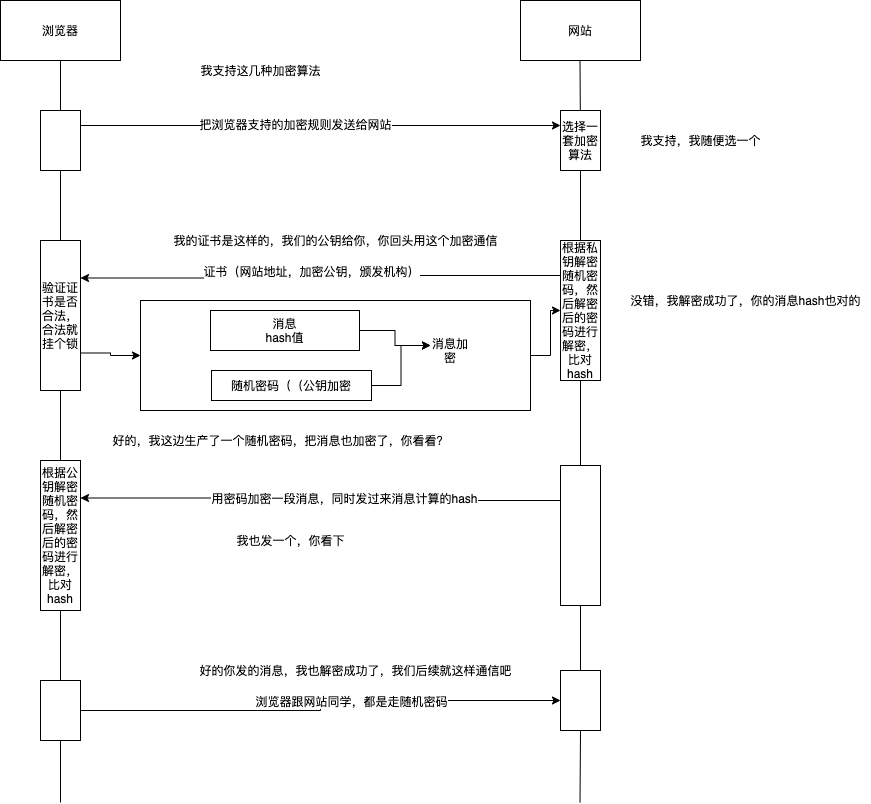 浏览器
网站
我支持这几种加密算法
把浏览器支持的加密规则发送给网站
选择一
套加密
算法
我支持，我随便选一个
我的证书是这样的，我们的公钥给你，你回头用这个加密通信
证书（网站地址，加密公钥，颁发机构）
验证证
书是否
合法，
合法就
挂个锁
消息
hash值
随机密码（（公钥加密
消息加
密
根据私
钥解密
随机密
码，然
后解密
后的密
码进行
解密，
比对
hash
没错，我解密成功了，你的消息hash也对的
好的，我这边生产了一个随机密码，把消息也加密了，你看看？
根据公
钥解密
随机密
码，然
后解密
后的密
码进行
解密，
比对
hash
用密码加密一段消息，同时发过来消息计算的hash
我也发一个，你看下
好的你发的消息，我也解密成功了，我们后续就这样通信吧
浏览器跟网站同学，都是走随机密码